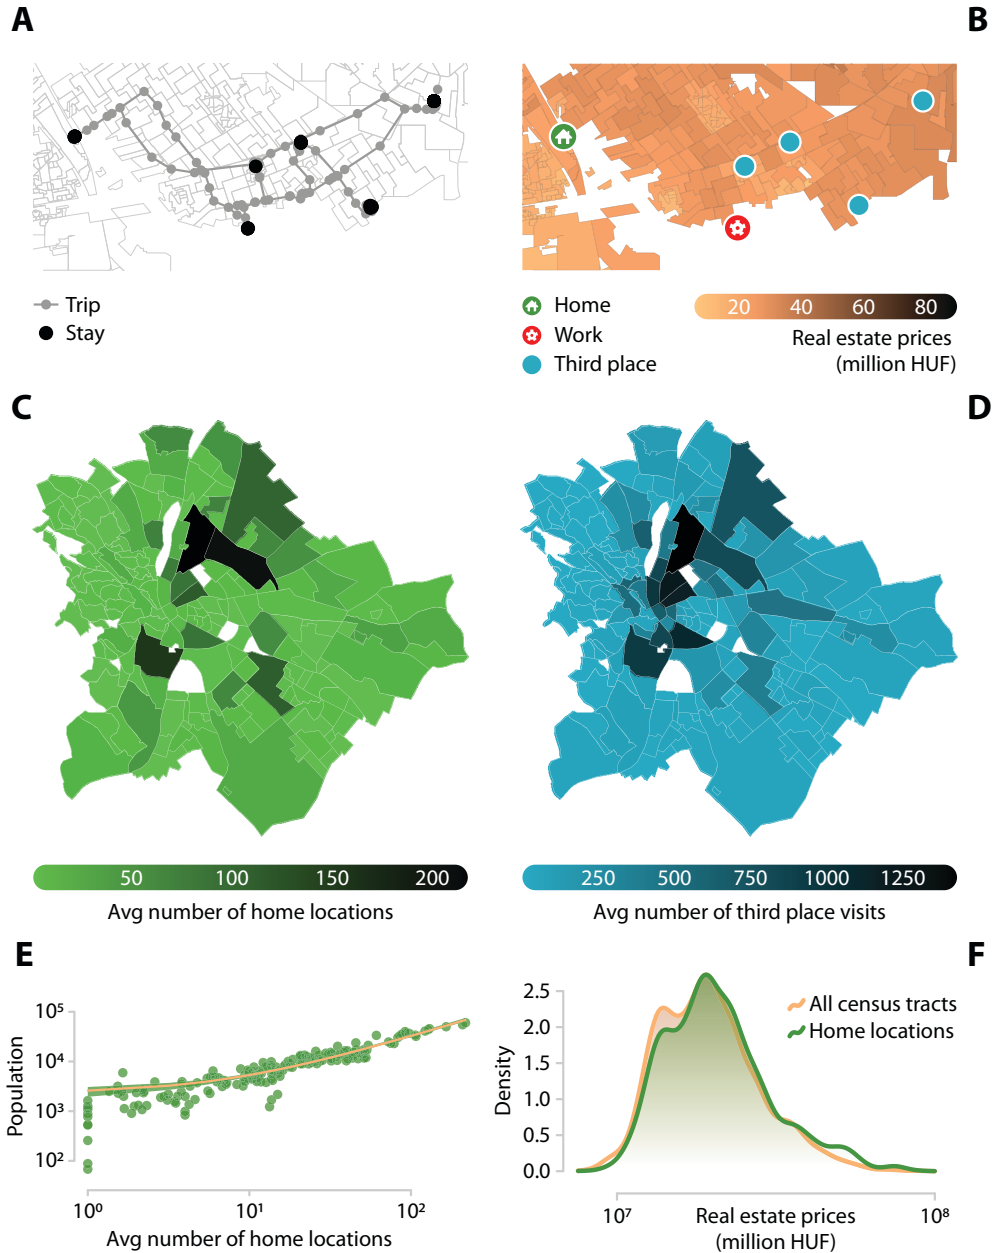 A
B
Trip
Stay
Home
Work
Third place
20 40 60 80
Real estate prices
(million HUF)
C
D
50 100 150 200
Avg number of home locations
250 500 750 1000 1250
Avg number of third place visits
E
F
Population
10⁵
10⁴
10³
10²
10⁰ 10¹ 10²
Avg number of home locations
Density
2.5
2.0
1.5
1.0
0.5
0.0
All census tracts
Home locations
10⁷ 10⁸
Real estate prices
(million HUF)